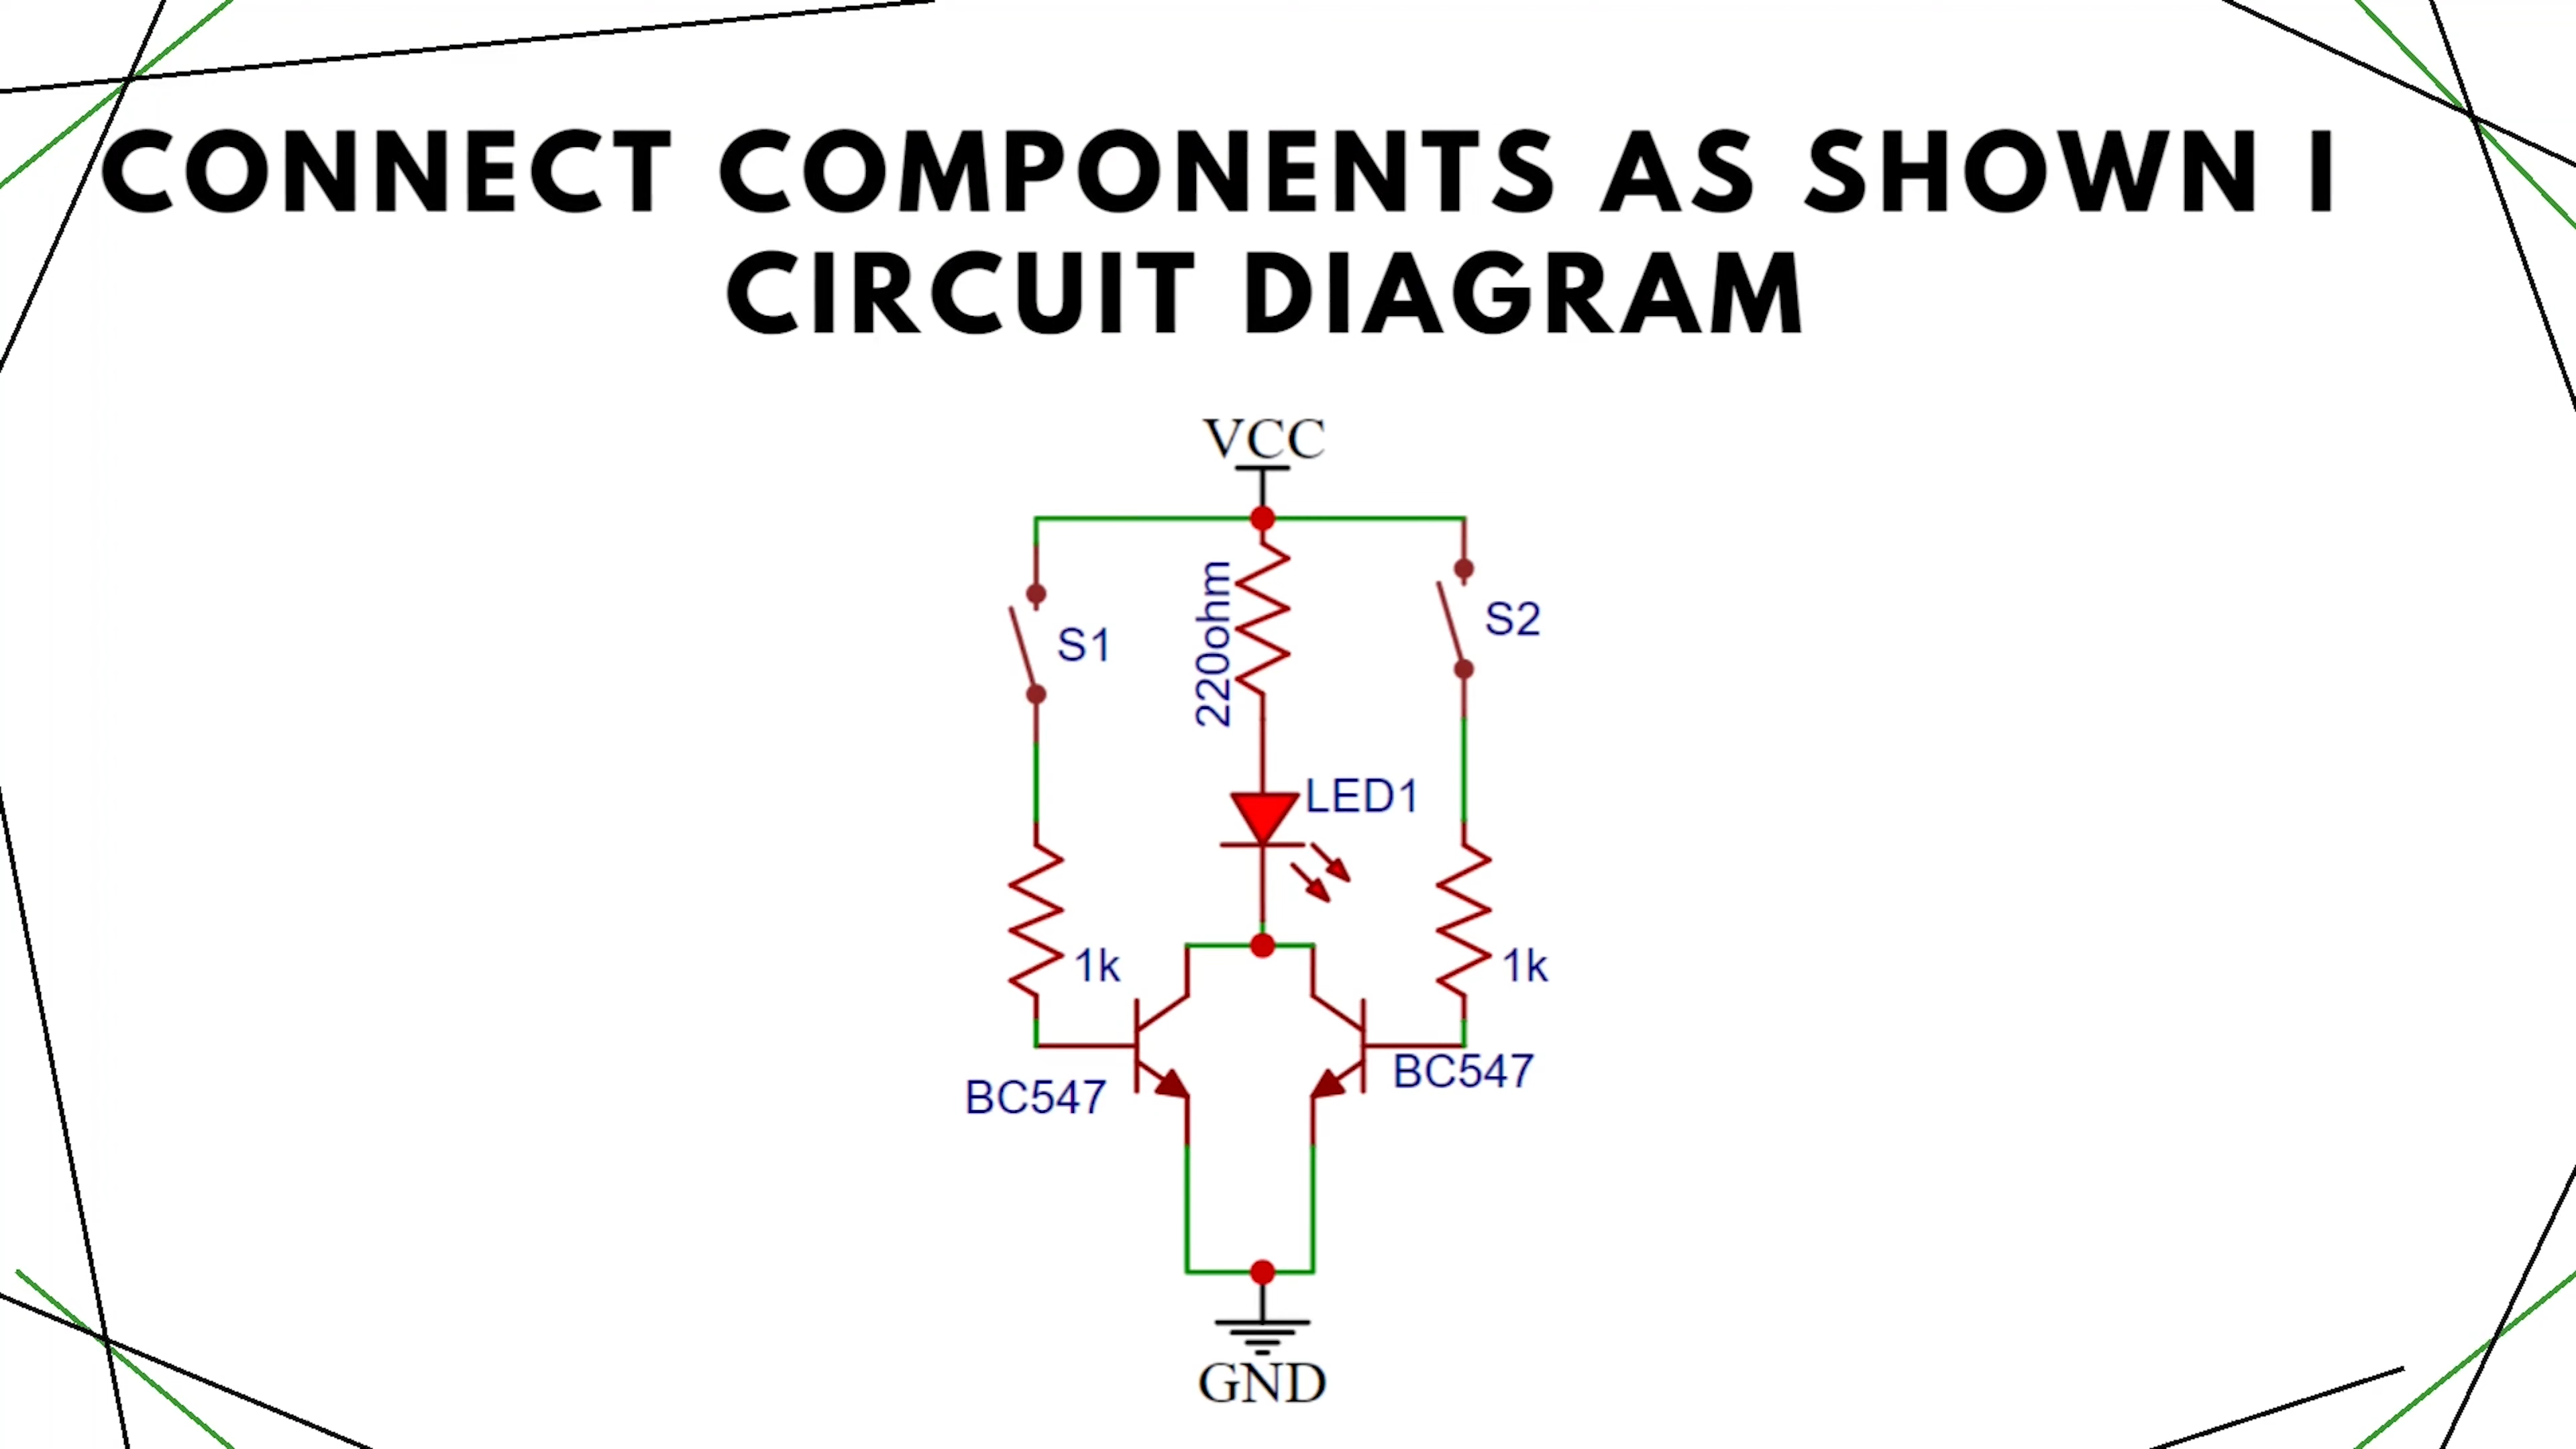 CONNECT COMPONENTS AS SHOWN I
CIRCUIT DIAGRAM
VCC
220ohm
S1
S2
LED1
1k
1k
BC547
BC547
GND